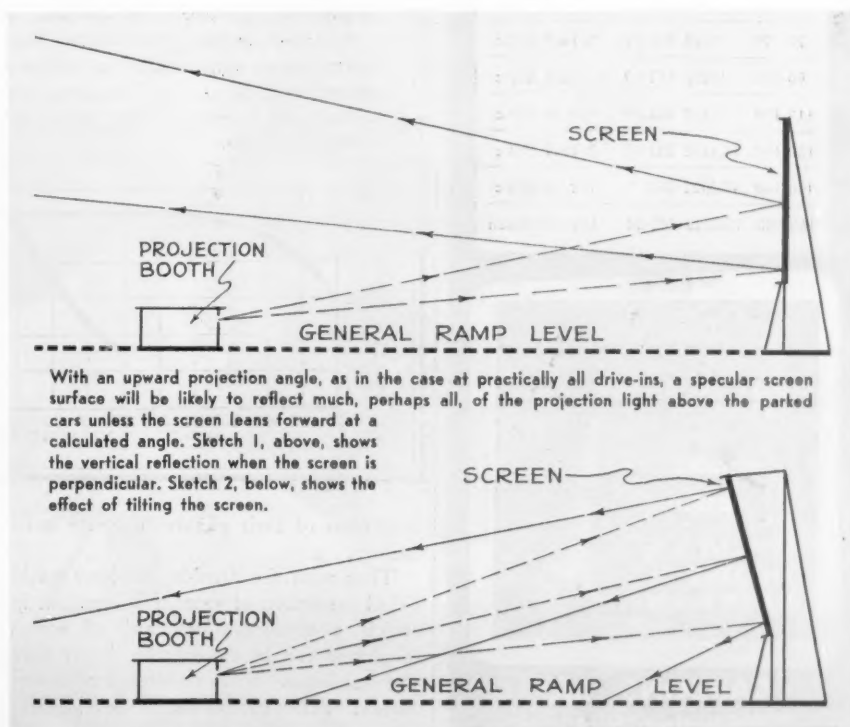 SCREEN
PROJECTION
BOOTH
GENERAL RAMP LEVEL
With an upward projection angle, as in the case at practically all drive-ins, a specular screen
surface will be likely to reflect much, perhaps all, of the projection light above the parked
cars unless the screen leans forward at a
calculated angle. Sketch 1, above, shows
the vertical reflection when the screen is
perpendicular. Sketch 2, below, shows the
effect of tilting the screen.
SCREEN
PROJECTION
BOOTH
GENERAL RAMP LEVEL